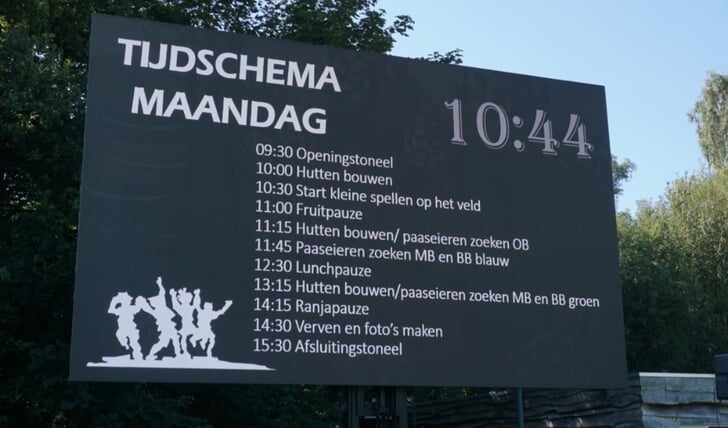 TIJDSCHEMA
MAANDAG
10:44
09:30 Openingstoneel
10:00 Hutten bouwen
10:30 Start kleine spellen op het veld
11:00 Fruitpauze
11:15 Hutten bouwen/ paaseieren zoeken OB
11:45 Paaseieren zoeken MB en BB blauw
12:30 Lunchpauze
13:15 Hutten bouwen/paaseieren zoeken MB en BB groen
14:15 Ranjapauze
14:30 Verven en foto's maken
15:30 Afsluitingstoneel